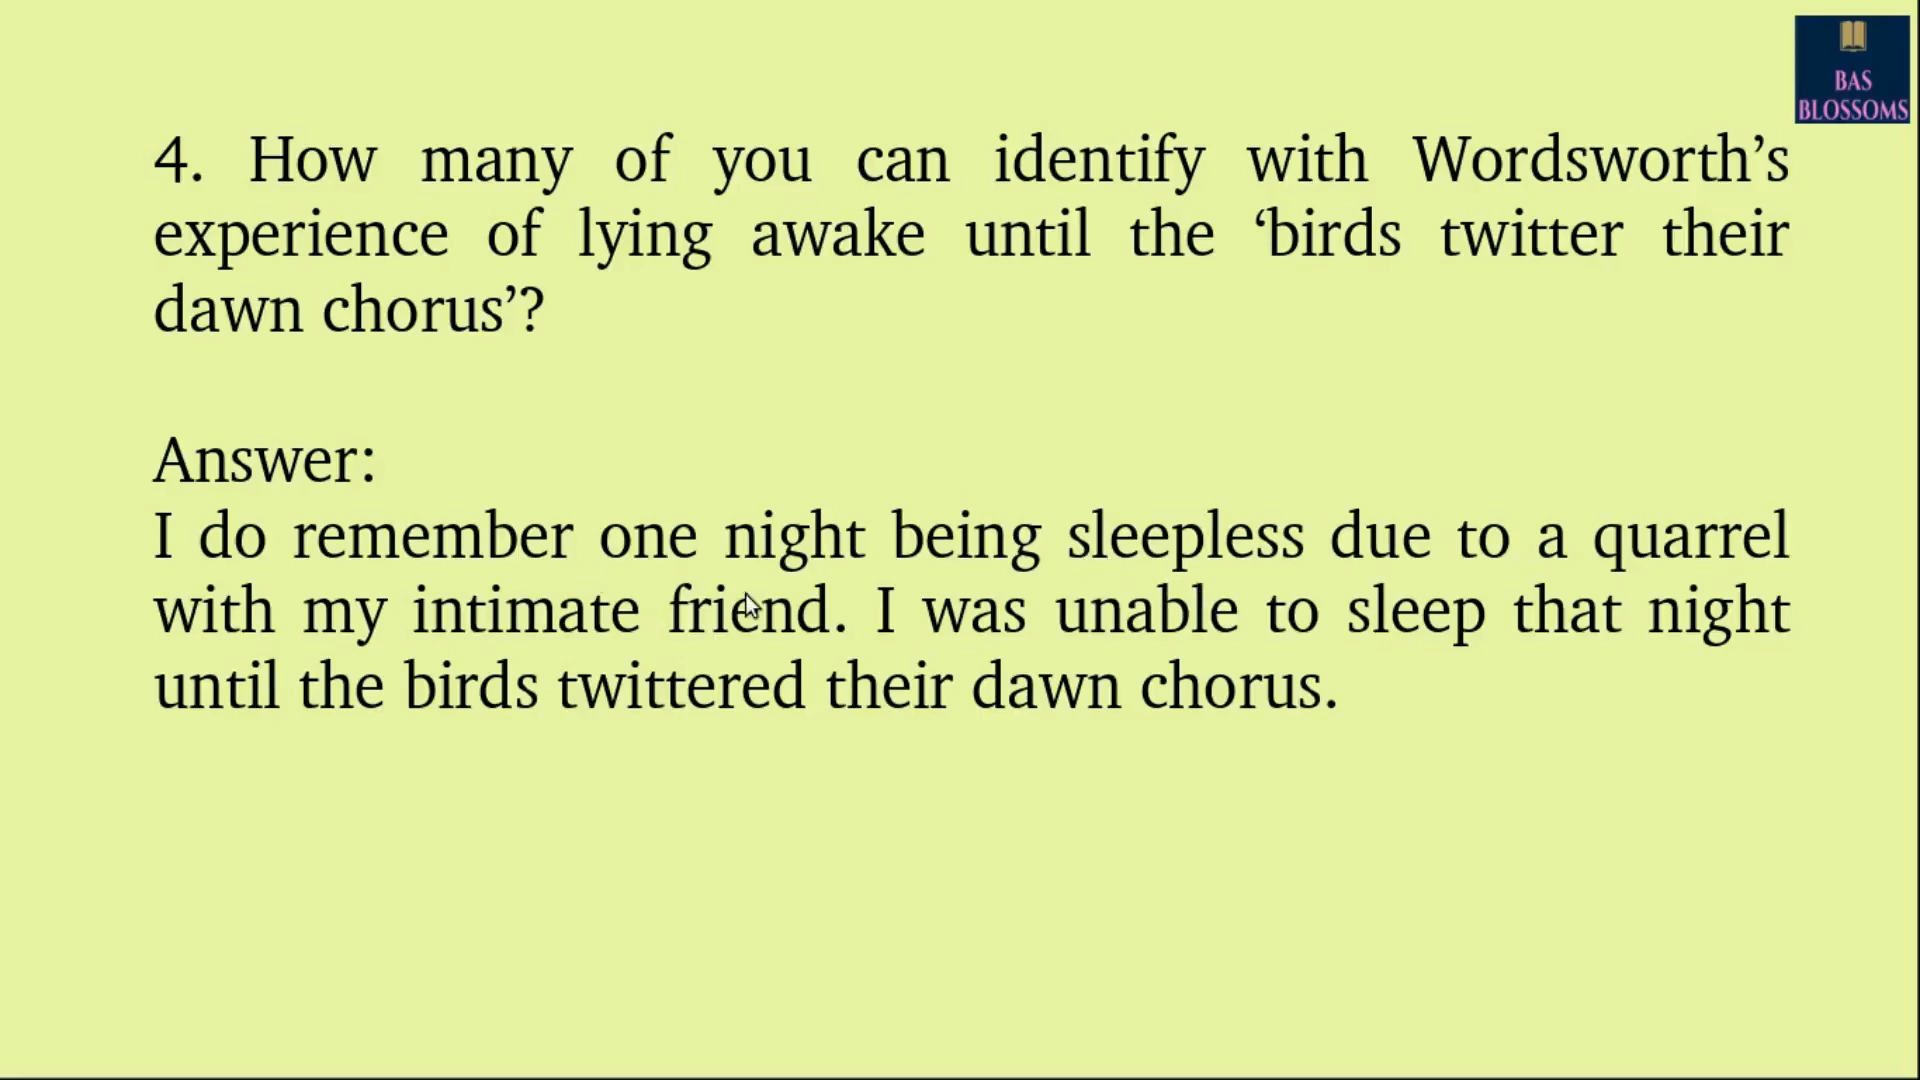 BAS
BLOSSOMS
4. How many of you can identify with Wordsworth’s
experience of lying awake until the ‘birds twitter their
dawn chorus’?
Answer:
I do remember one night being sleepless due to a quarrel
with my intimate friend. I was unable to sleep that night
until the birds twittered their dawn chorus.